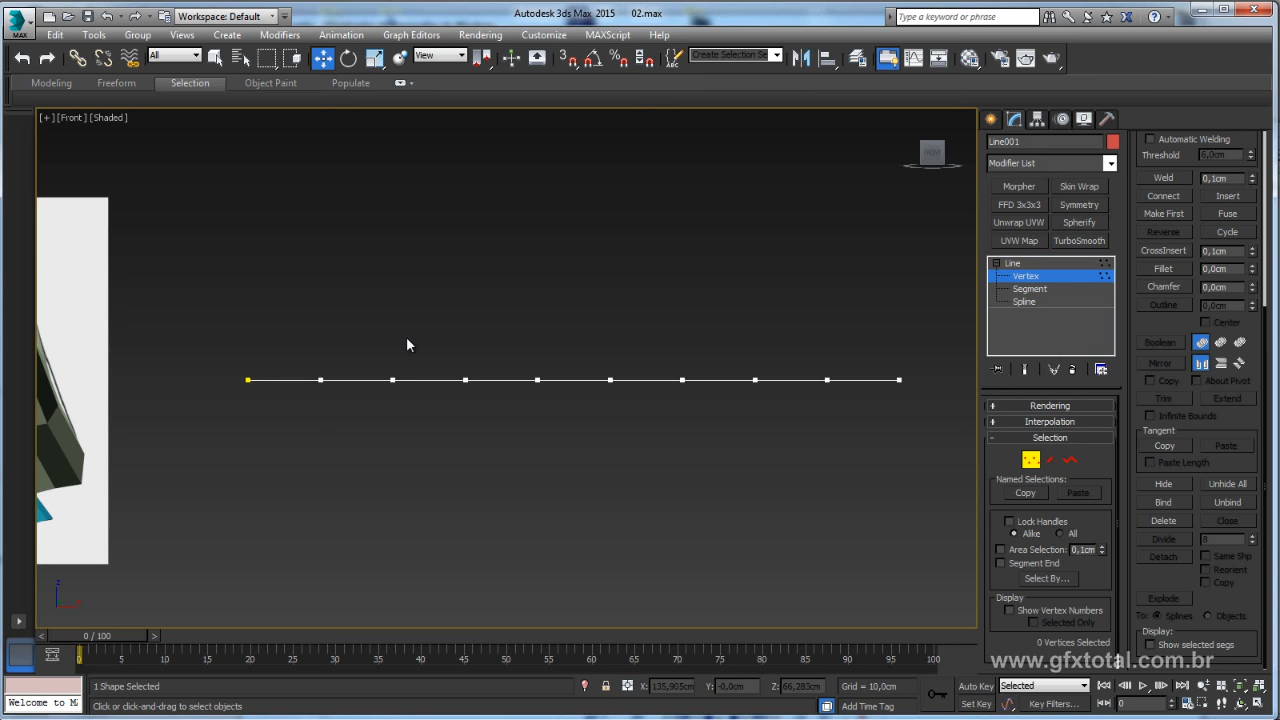 MAX
Workspace: Default
Autodesk 3ds Max 2015
02.max
Type a keyword or phrase
Edit
Tools
Group
Views
Create
Modifiers
Animation
Graph Editors
Rendering
Customize
MAXScript
Help
All
View
Create Selection Se
Modeling
Freeform
Selection
Object Paint
Populate
[+] [Front] [Shaded]
FRONT
Line001
Modifier List
Morpher
Skin Wrap
FFD 3x3x3
Symmetry
Unwrap UVW
Spherify
UVW Map
TurboSmooth
Line
Vertex
Segment
Spline
+ Rendering
+ Interpolation
- Selection
Named Selections:
Copy
Paste
Lock Handles
Alike
All
Area Selection: 0,1cm
Segment End
Select By...
Display
Show Vertex Numbers
Selected Only
0 Vertices Selected
Automatic Welding
Threshold 6,0cm
Weld 0,1cm
Connect
Insert
Make First
Fuse
Reverse
Cycle
CrossInsert 0,1cm
Fillet 0,0cm
Chamfer 0,0cm
Outline 0,0cm
Center
Boolean
Mirror
Copy
About Pivot
Trim
Extend
Infinite Bounds
Tangent
Copy
Paste
Paste Length
Hide
Unhide All
Bind
Unbind
Delete
Close
Divide 8
Detach
Same Shp
Reorient
Copy
Explode
To: Splines Objects
Display:
Show selected segs
www.gfxtotal.com.br
z
x
< 0 / 100 >
0 5 10 15 20 25 30 35 40 45 50 55 60 65 70 75 80 85 90 95 100
1 Shape Selected
X: 135,905cm
Y: -0,0cm
Z: 66,283cm
Grid = 10,0cm
Auto Key
Selected
Welcome to M
Click or click-and-drag to select objects
Add Time Tag
Set Key
Key Filters...
0